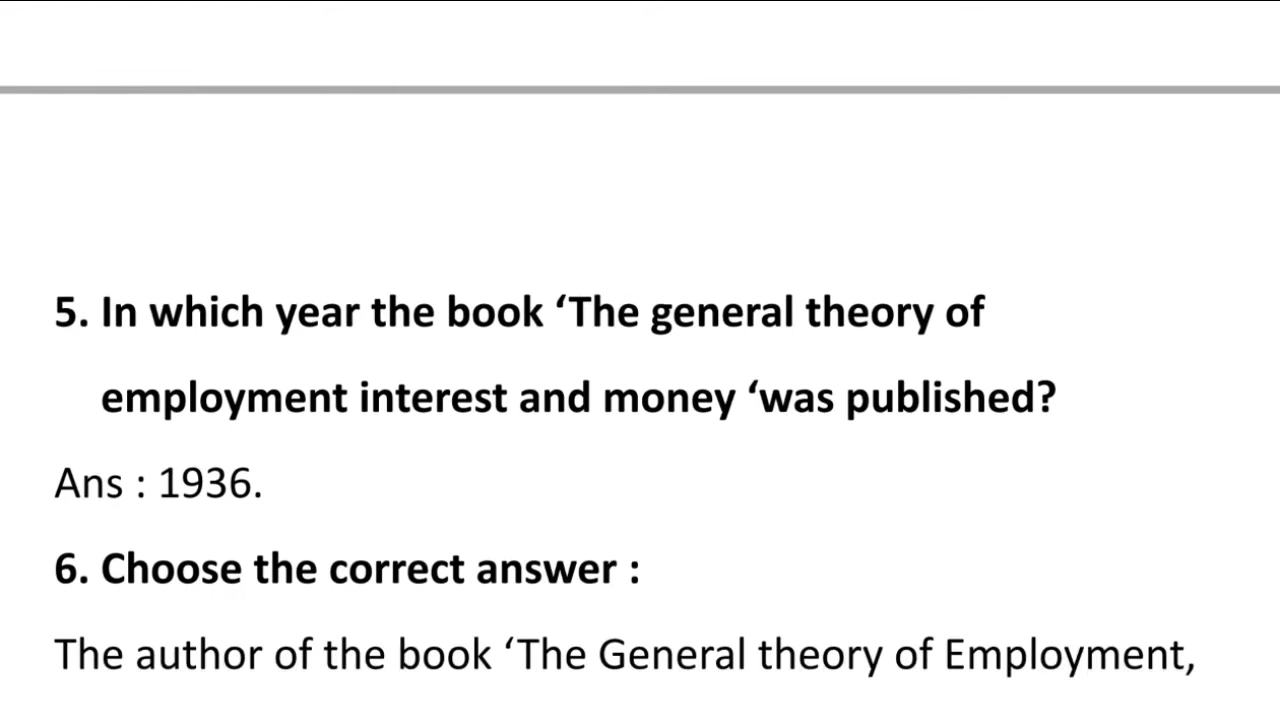 5. In which year the book ‘The general theory of
employment interest and money ‘was published?
Ans : 1936.
6. Choose the correct answer :
The author of the book ‘The General theory of Employment,